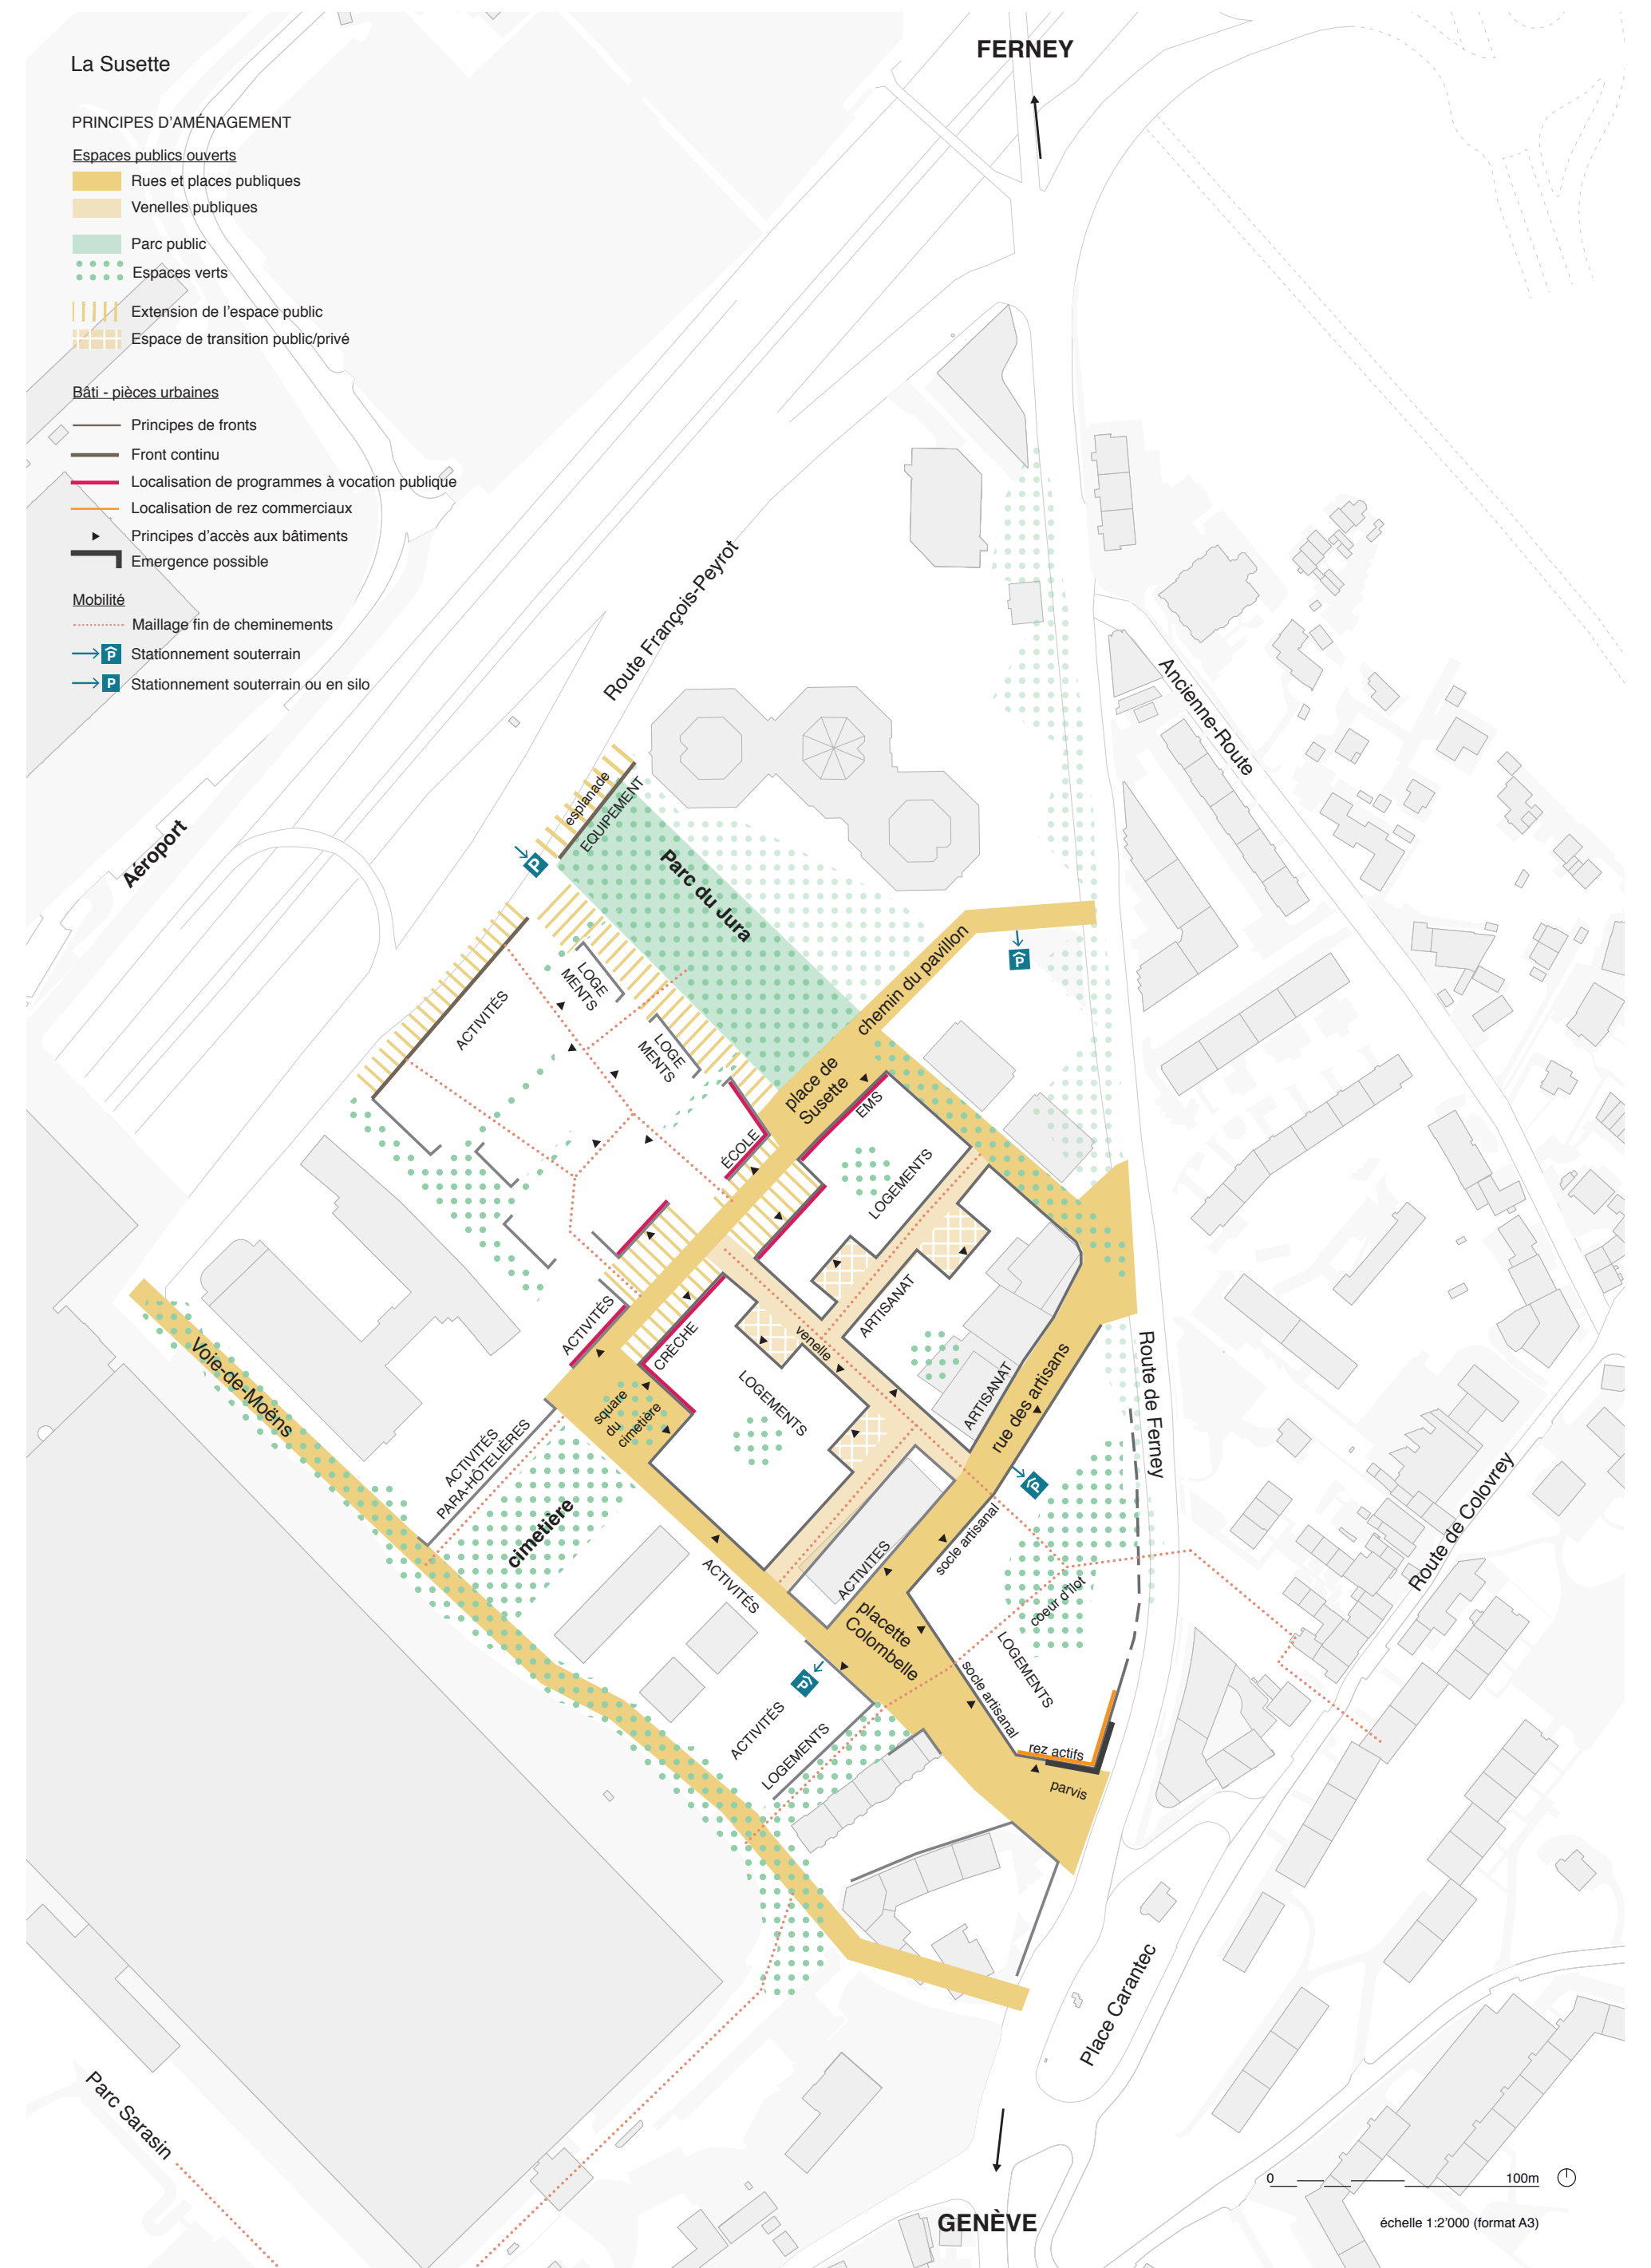 La Susette
PRINCIPES D'AMÉNAGEMENT
Espaces publics ouverts
Rues et places publiques
Venelles publiques
Parc public
Espaces verts
Extension de l'espace public
Espace de transition public/privé
Bâti - pièces urbaines
Principes de fronts
Front continu
Localisation de programmes à vocation publique
Localisation de rez commerciaux
Principes d'accès aux bâtiments
Emergence possible
Mobilité
Maillage fin de cheminements
P
Stationnement souterrain
P
Stationnement souterrain ou en silo
FERNEY
Route François-Peyrot
Ancienne-Route
Aéroport
esplanade
EQUIPEMENT
P
Parc du Jura
chemin du pavillon
P
LOGE
MENTS
ACTIVITÉS
LOGE
MENTS
place de
Susette
EMS
ÉCOLE
LOGEMENTS
ARTISANAT
ACTIVITÉS
CRÈCHE
venelle
Voie-de-Moëns
LOGEMENTS
ARTISANAT
rue des artisans
Route de Ferney
square
du
cimetière
ACTIVITÉS
PARA-HÔTELIÈRES
cimetière
P
socle artisanal
Route de Colovrey
ACTIVITÉS
ACTIVITÉS
coeur d'îlot
placette
Colombelle
LOGEMENTS
socle artisanal
P
ACTIVITÉS
LOGEMENTS
rez actifs
parvis
Place Carantec
Parc Sarasin
GENÈVE
0
100m
échelle 1:2'000 (format A3)